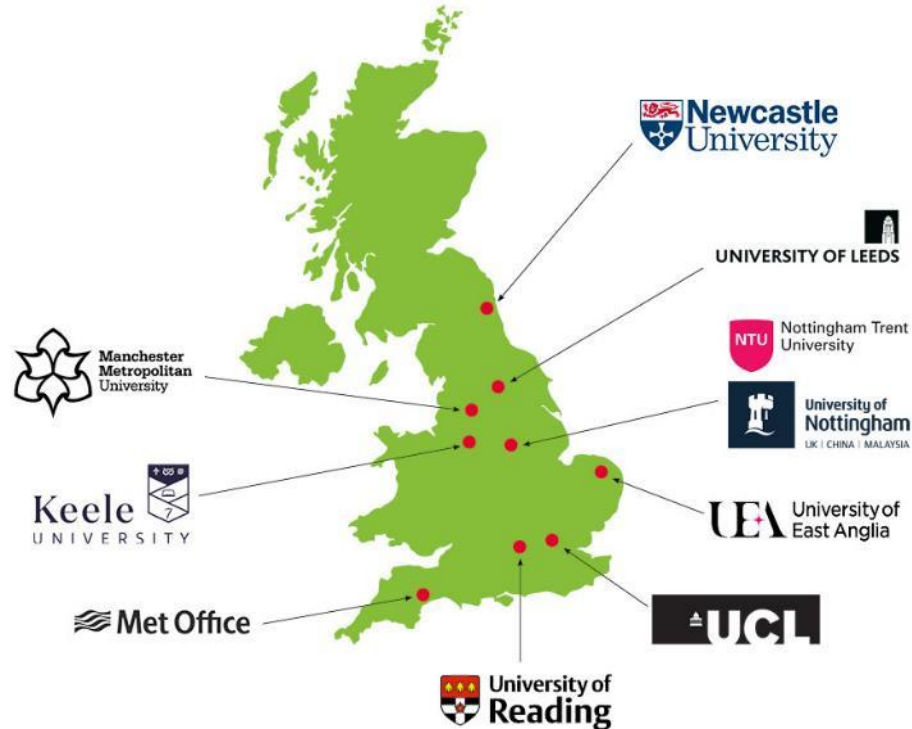 Newcastle
University
UNIVERSITY OF LEEDS
NTU
Nottingham Trent
University
Manchester
Metropolitan
University
University of
Nottingham
UK | CHINA | MALAYSIA
Keele
UNIVERSITY
UEA
University of
East Anglia
Met Office
UCL
University of
Reading